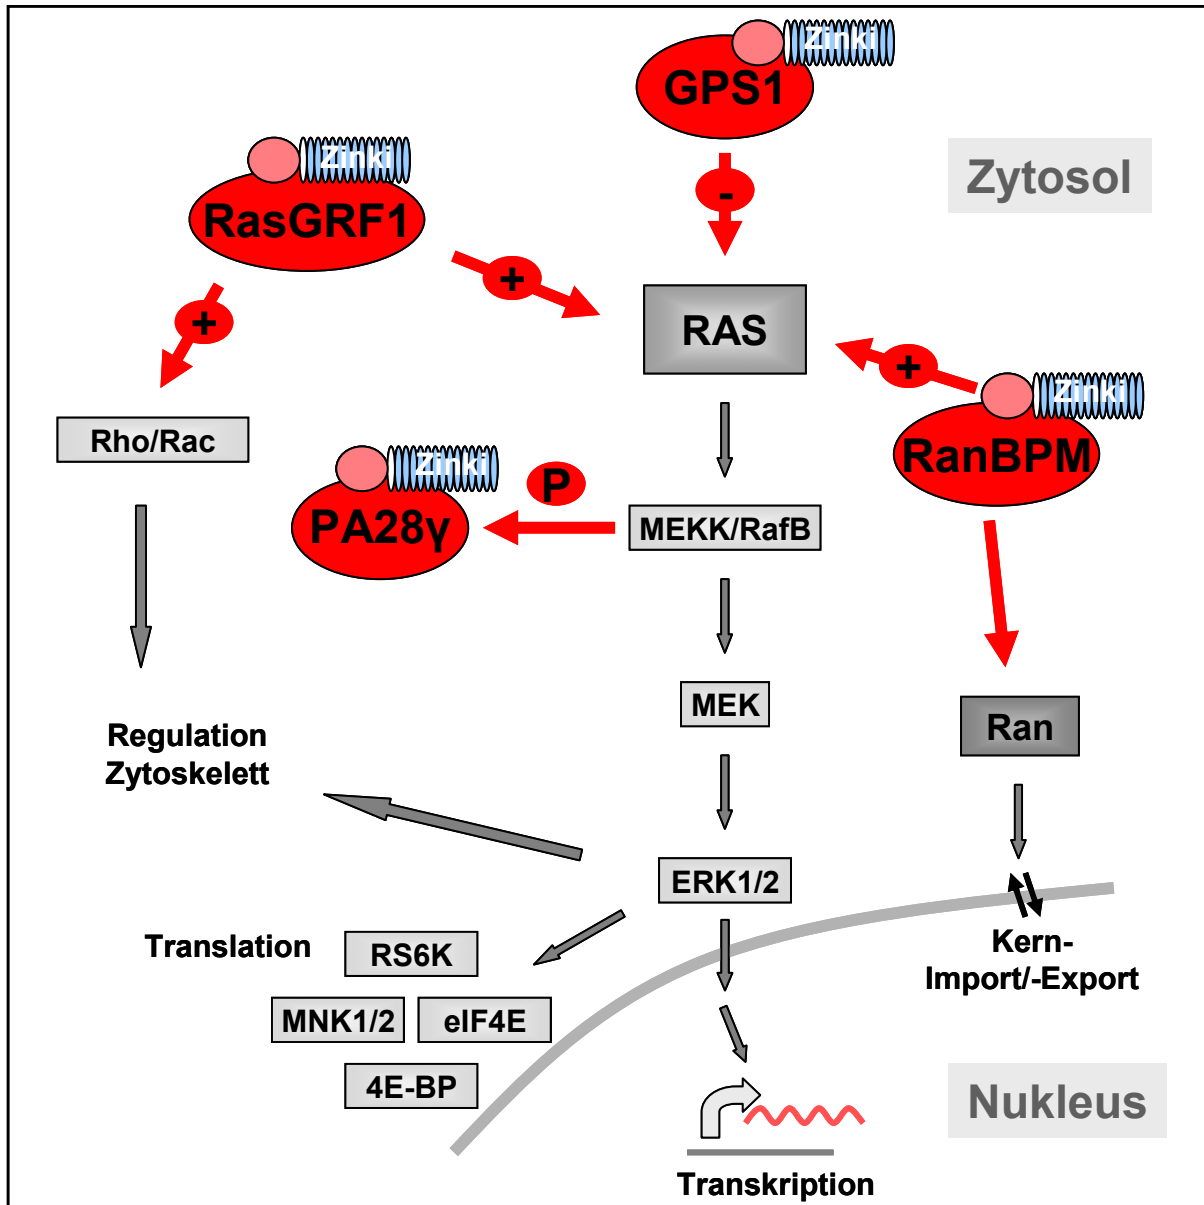 Zinki
GPS1
-
Zytosol
Zinki
RasGRF1
+
+
RAS
+
Zinki
RanBPM
Rho/Rac
Zinki
PA28γ
P
MEKK/RafB
MEK
Ran
Regulation
Zytoskelett
ERK1/2
Translation
RS6K
MNK1/2
eIF4E
4E-BP
Kern-
Import/-Export
Nukleus
Transkription